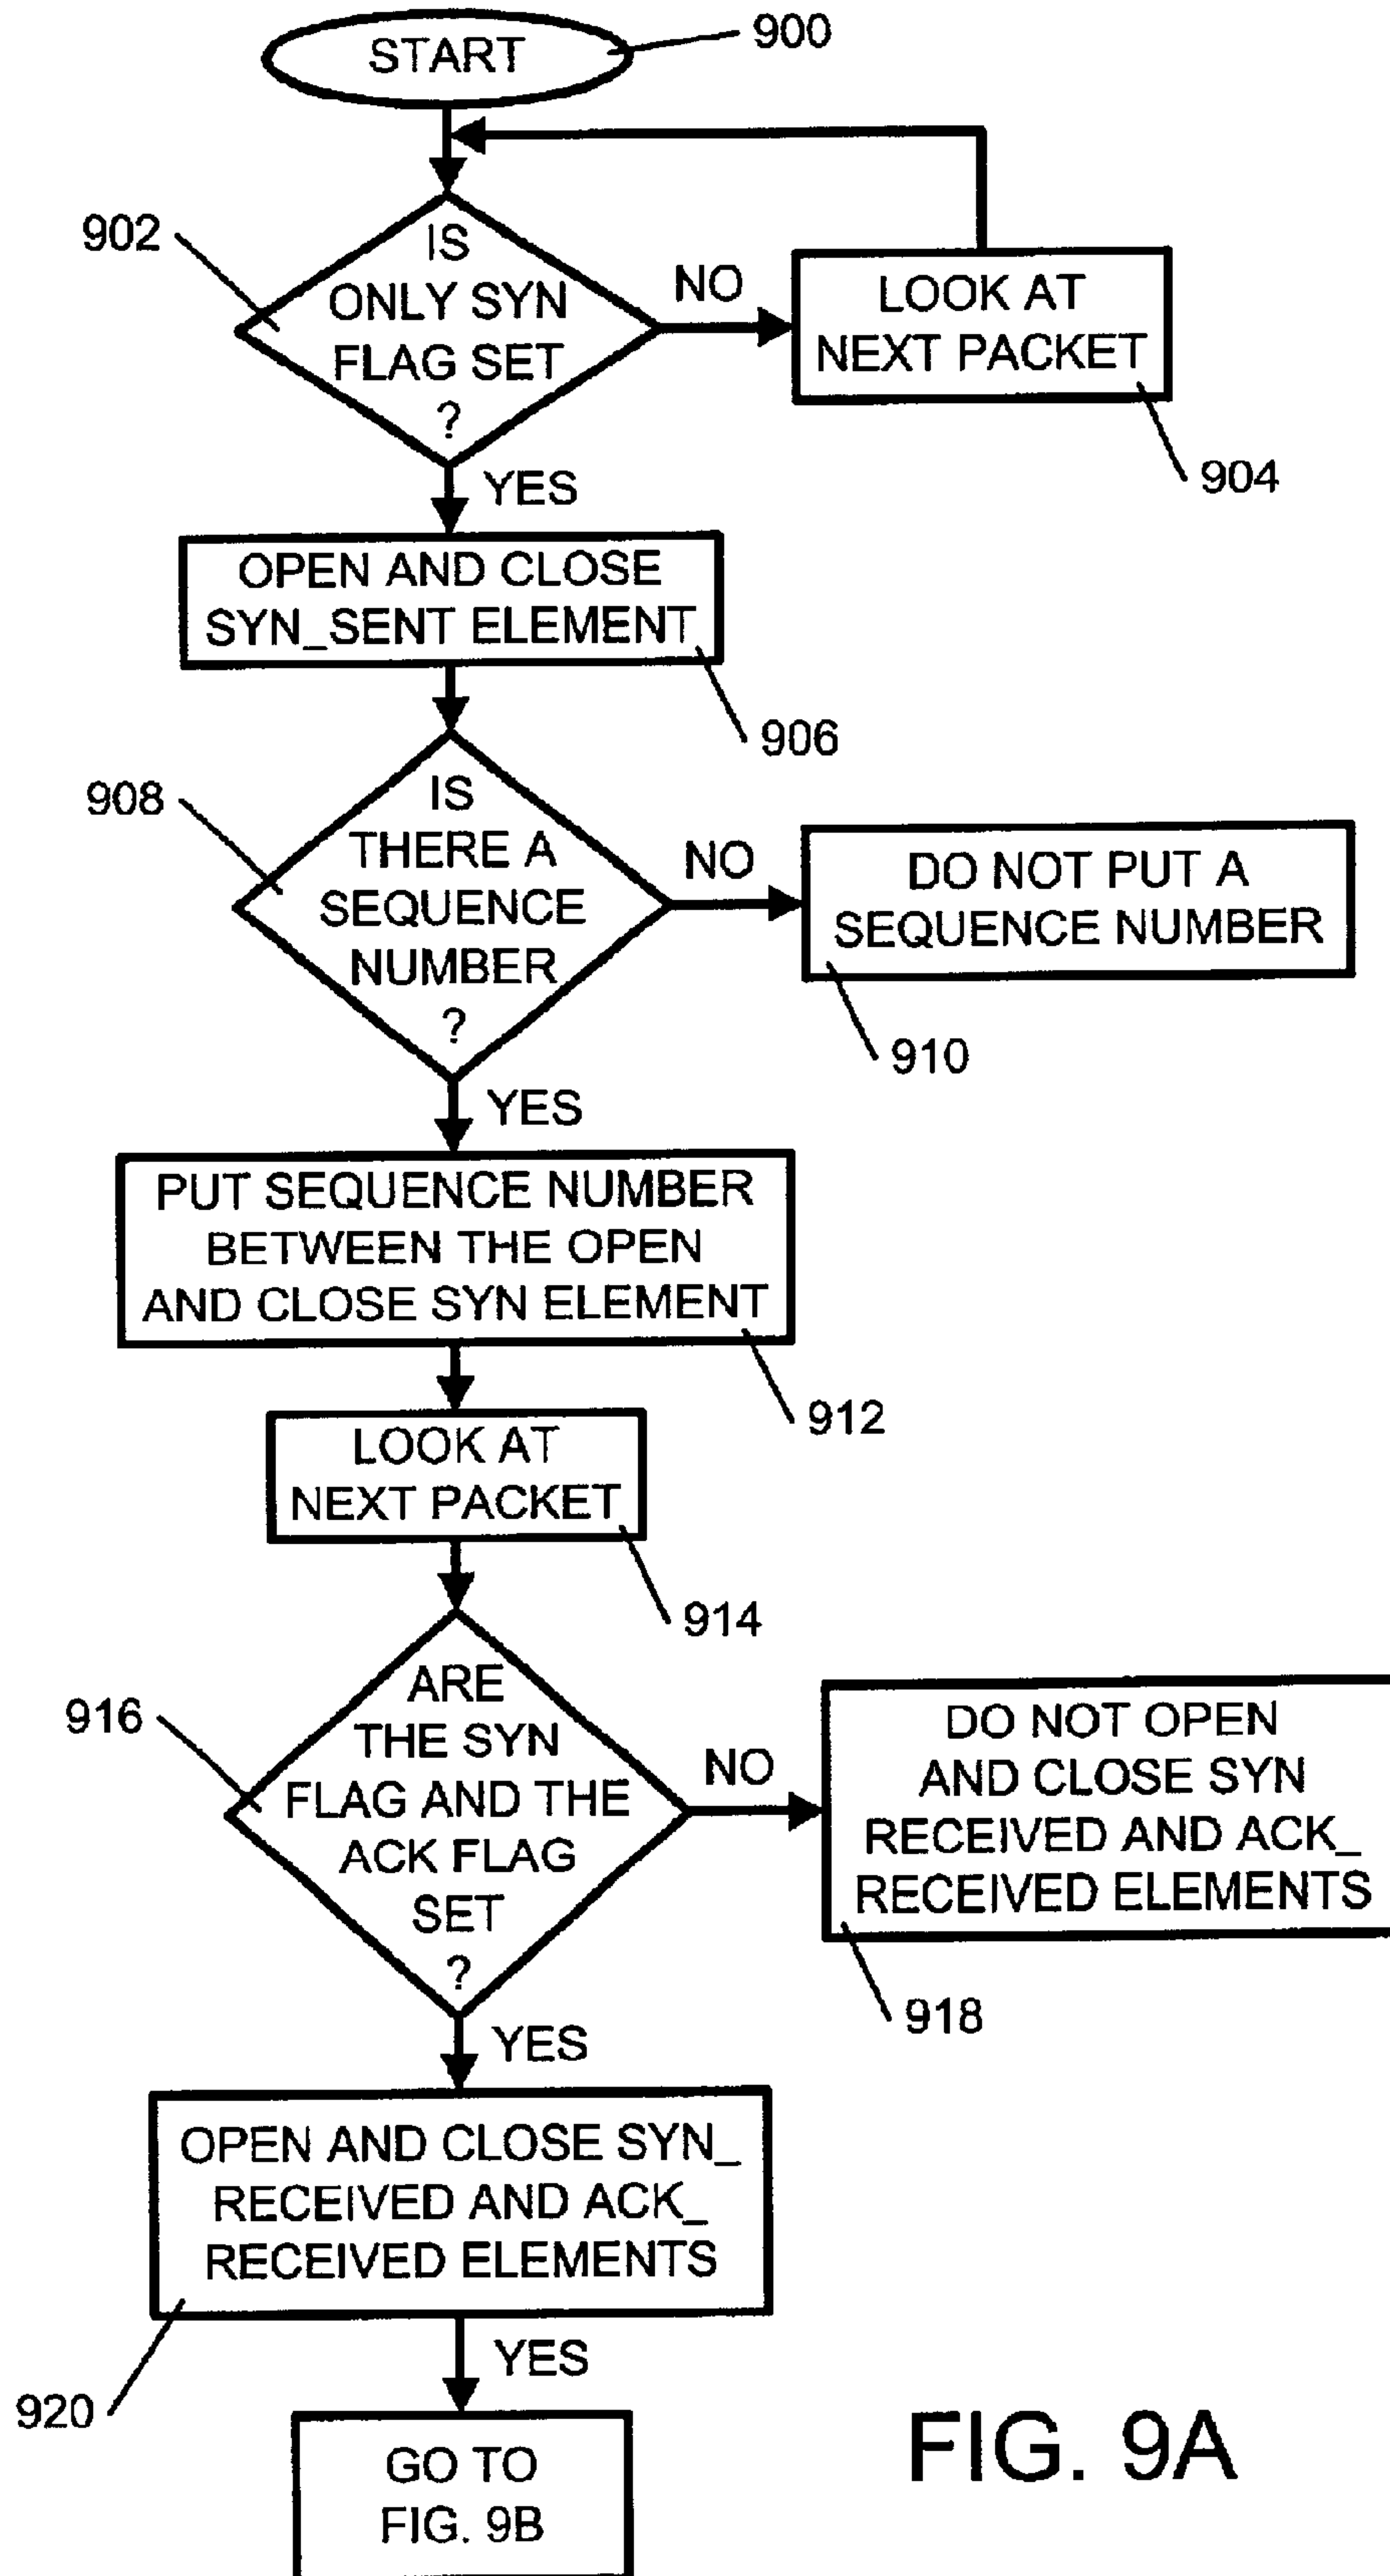 START
900
902
IS
ONLY SYN
FLAG SET
?
NO
LOOK AT
NEXT PACKET
904
YES
OPEN AND CLOSE
SYN_SENT ELEMENT
906
908
IS
THERE A
SEQUENCE
NUMBER
?
NO
DO NOT PUT A
SEQUENCE NUMBER
910
YES
PUT SEQUENCE NUMBER
BETWEEN THE OPEN
AND CLOSE SYN ELEMENT
912
LOOK AT
NEXT PACKET
914
916
ARE
THE SYN
FLAG AND THE
ACK FLAG
SET
?
NO
DO NOT OPEN
AND CLOSE SYN
RECEIVED AND ACK_
RECEIVED ELEMENTS
918
YES
OPEN AND CLOSE SYN_
RECEIVED AND ACK_
RECEIVED ELEMENTS
920
YES
GO TO
FIG. 9B
FIG. 9A